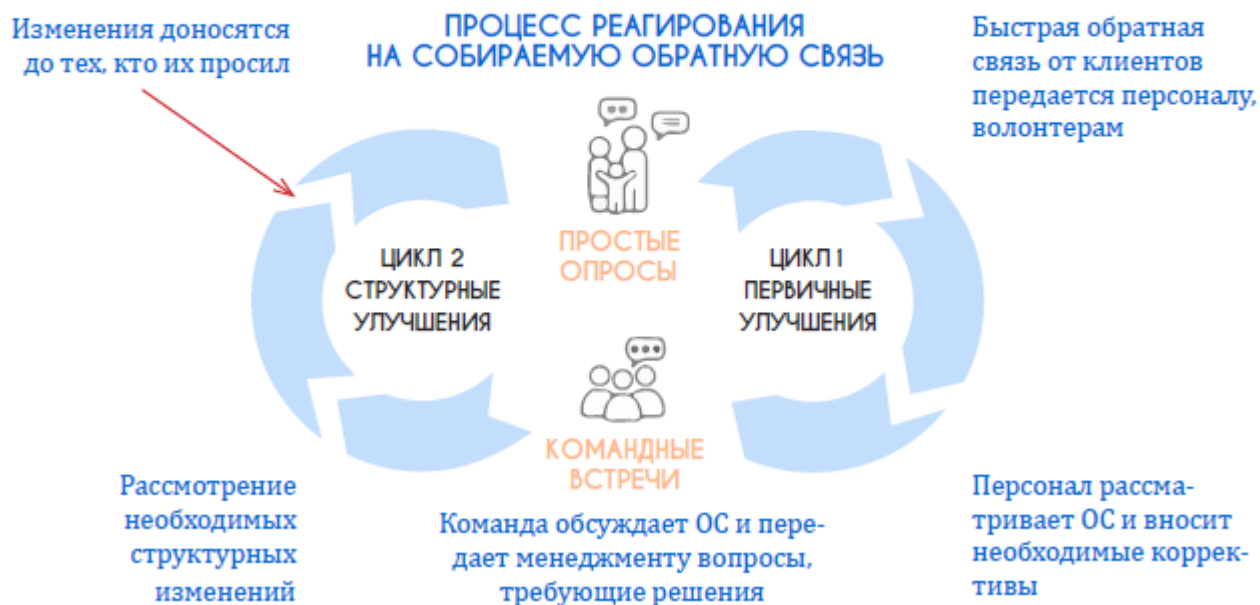 ПРОЦЕСС РЕАГИРОВАНИЯ
НА СОБИРАЕМУЮ ОБРАТНУЮ СВЯЗЬ
Изменения доносятся
до тех, кто их просил
Быстрая обратная
связь от клиентов
передается персоналу,
волонтерам
ПРОСТЫЕ
ОПРОСЫ
ЦИКЛ 2
СТРУКТУРНЫЕ
УЛУЧШЕНИЯ
ЦИКЛ 1
ПЕРВИЧНЫЕ
УЛУЧШЕНИЯ
КОМАНДНЫЕ
ВСТРЕЧИ
Рассмотрение
необходимых
структурных
изменений
Команда обсуждает ОС и пере-
дает менеджменту вопросы,
требующие решения
Персонал рассма-
тривает ОС и вносит
необходимые коррек-
тивы